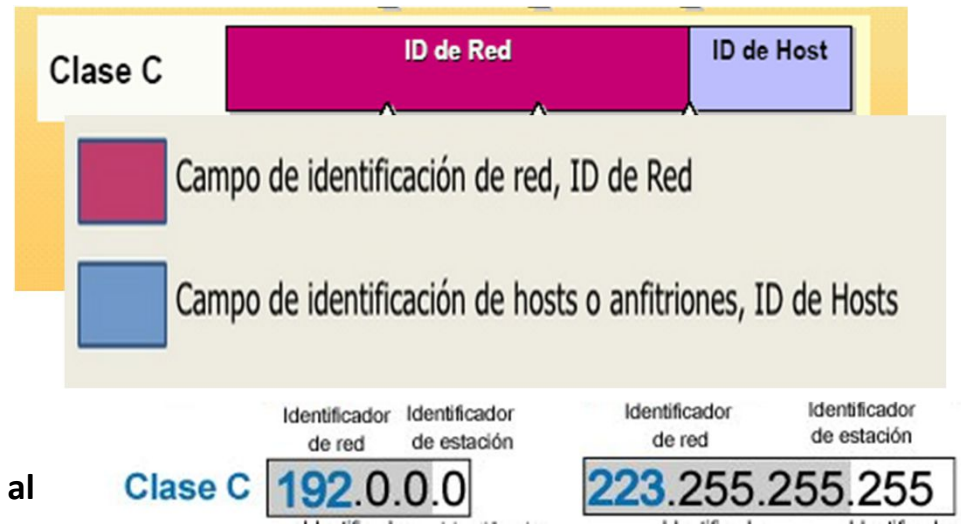 Clase C ID de Red ID de Host
Campo de identificación de red, ID de Red
Campo de identificación de hosts o anfitriones, ID de Hosts
Identificador Identificador Identificador Identificador
de red de estación de red de estación
al Clase C 192.0.0.0 223.255.255.255